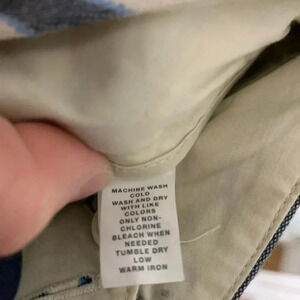 MACHINE WASH
COLD
WASH AND DRY
WITH LIKE
COLORS
ONLY NON-
CHLORINE
BLEACH WHEN
NEEDED
TUMBLE DRY
LOW
WARM IRON